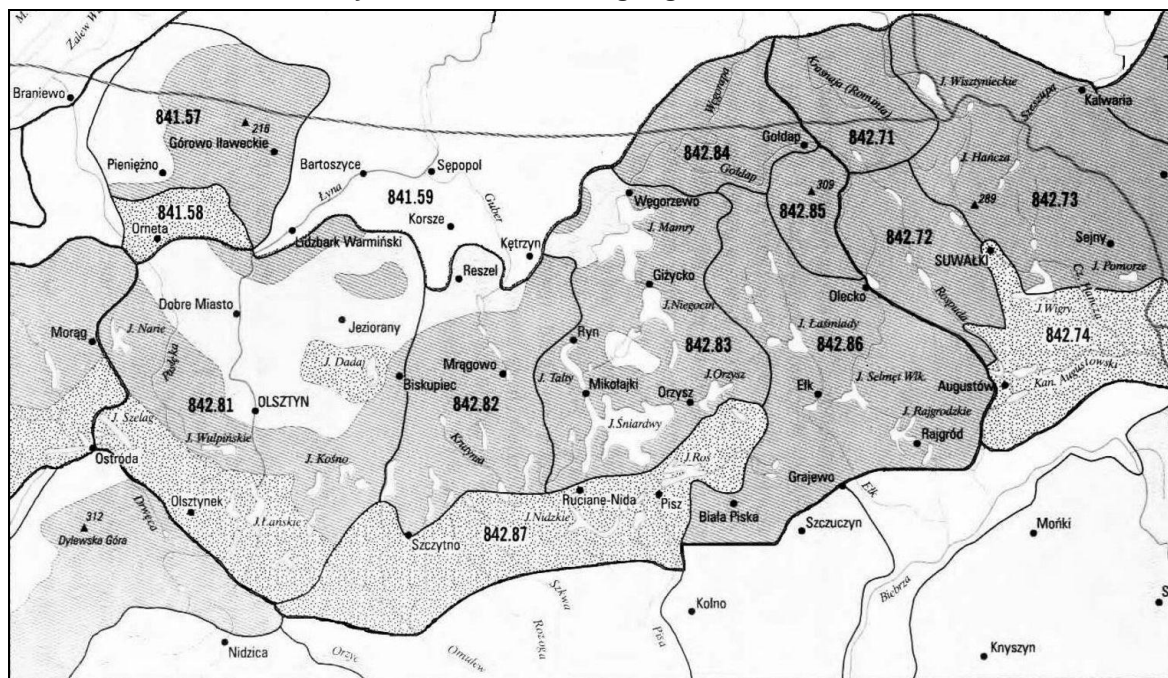 Zalew W
Braniewo
841.57
216
Górowo Iławeckie
Pieniężno
841.58
Orneta
Lidzbark Warmiński
Bartoszyce
Łyna
Sępopol
841.59
Guber
Korsze
Kętrzyn
Reszel
Węgorapa
842.84
Gołdap
Gołdap
Krasnaja (Rominta)
842.71
J. Wisztynieckie
Szeszupa
Kalwaria
J. Hańcza
309
842.85
289
842.73
842.72
Węgorzewo
J. Mamry
SUWAŁKI
Sejny
J. Pomorze
Cz. Hańcza
Rospuda
Olecko
J. Wigry
842.74
Kan. Augustowski
Augustów
Giżycko
J. Niegocin
Dobre Miasto
Jeziorany
J. Dadaj
Biskupiec
Morąg
J. Narie
Pasłęka
842.81
OLSZTYN
J. Wulpińskie
J. Szeląg
Ostróda
Mrągowo
842.82
Krutynia
Ryn
J. Tałty
Mikołajki
842.83
Orzysz
J. Orzysz
J. Śniardwy
J. Łaśmiady
842.86
Ełk
J. Selmęt Wlk.
J. Rajgrodzkie
Rajgród
Grajewo
Ełk
J. Kośno
Olsztynek
J. Łańskie
Drwęca
312
Dylewska Góra
Szczytno
842.87
Ruciane-Nida
J. Nidzkie
J. Roś
Pisz
Biała Piska
Szczuczyn
Mońki
Biebrza
Kolno
Knyszyn
Nidzica
Orzyc
Omulew
Rozoga
Szkwa
Pisa